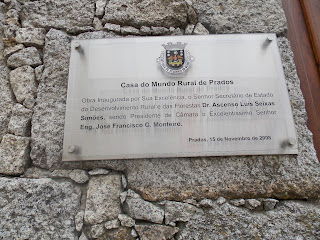 Casa do Mundo Rural de Prados
Obra Inaugurada por Sua Excelência, o Senhor Secretário de Estado
do Desenvolvimento Rural e das Florestas Dr. Ascenso Luís Seixas
Simões, sendo Presidente da Câmara o Excelentíssimo Senhor
Eng. José Francisco G. Monteiro.
Prados, 15 de Novembro de 2008